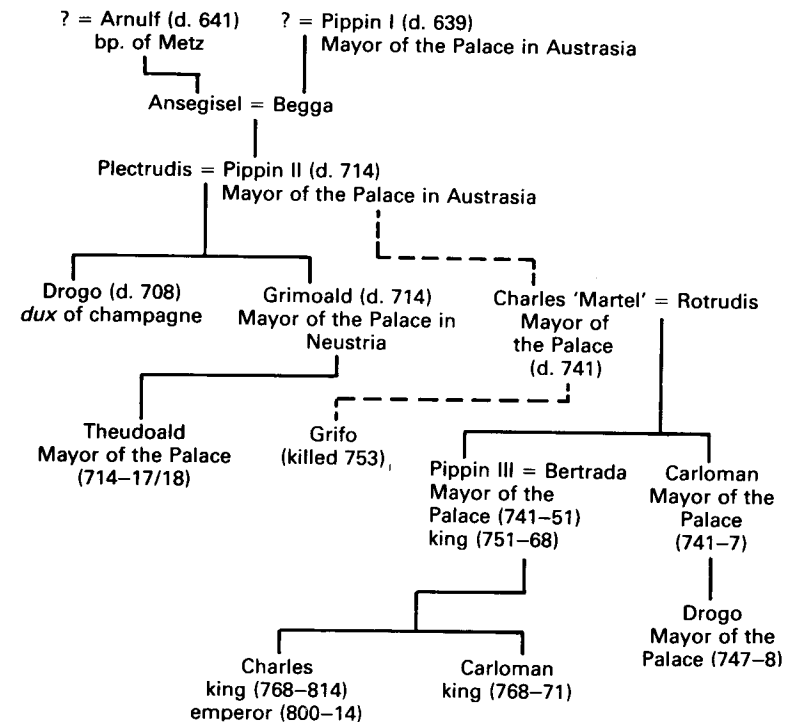 ? = Arnulf (d. 641)
bp. of Metz
? = Pippin I (d. 639)
Mayor of the Palace in Austrasia
Ansegisel = Begga
Plectrudis = Pippin II (d. 714)
Mayor of the Palace in Austrasia
Drogo (d. 708)
dux of champagne
Grimoald (d. 714)
Mayor of the Palace in
Neustria
Charles 'Martel' = Rotrudis
Mayor of
the Palace
(d. 741)
Theudoald
Mayor of the Palace
(714–17/18)
Grifo
(killed 753)
Pippin III = Bertrada
Mayor of the
Palace (741–51)
king (751–68)
Carloman
Mayor of the
Palace
(741–7)
Drogo
Mayor of the
Palace (747–8)
Charles
king (768–814)
emperor (800–14)
Carloman
king (768–71)